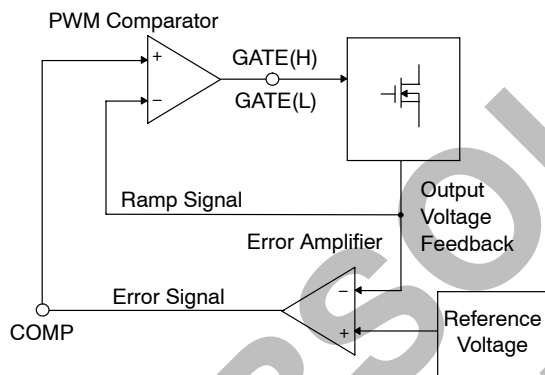 PWM Comparator
+
−
GATE(H)
GATE(L)
Ramp Signal
Output
Voltage
Feedback
Error Amplifier
−
+
Error Signal
COMP
Reference
Voltage